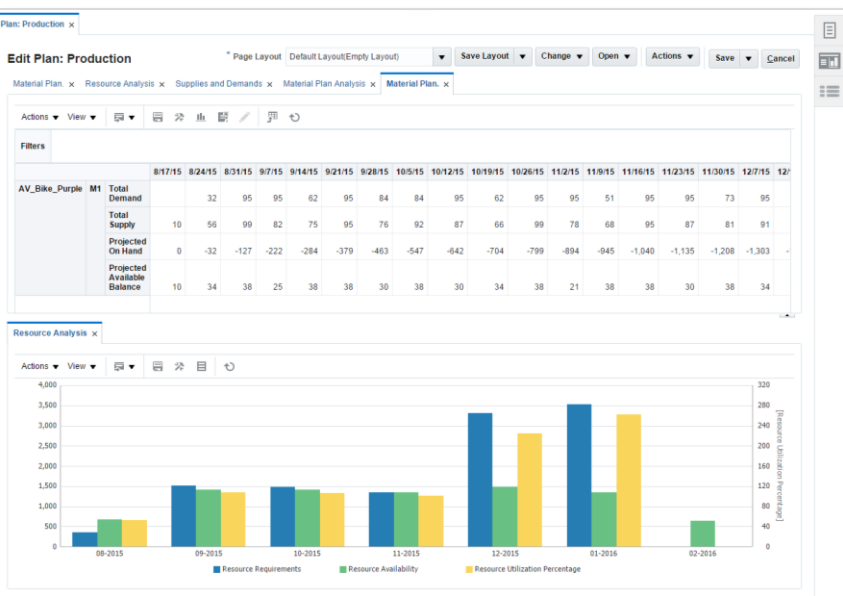 Plan: Production x
Edit Plan: Production
* Page Layout Default Layout(Empty Layout) Save Layout Change Open Actions Save Cancel
Material Plan. x Resource Analysis x Supplies and Demands x Material Plan Analysis x Material Plan. x
Actions View
Filters
8/17/15 8/24/15 8/31/15 9/7/15 9/14/15 9/21/15 9/28/15 10/5/15 10/12/15 10/19/15 10/26/15 11/2/15 11/9/15 11/16/15 11/23/15 11/30/15 12/7/15
AV_Bike_Purple M1 Total
Demand 32 95 95 62 95 84 84 95 62 95 95 51 95 95 73 95
Total
Supply 10 56 99 82 75 95 76 92 87 66 99 78 68 95 87 81 91
Projected
On Hand 0 -32 -127 -222 -284 -379 -463 -547 -642 -704 -799 -894 -945 -1,040 -1,135 -1,208 -1,303
Projected
Available
Balance 10 34 38 25 38 38 30 38 30 34 38 21 38 38 30 38 34
Resource Analysis x
Actions View
4,000 320
3,500 280
3,000 240
2,500 200
2,000 160
1,500 120
1,000 80
500 40
0 0
[Resource Utilization Percentage]
08-2015 09-2015 10-2015 11-2015 12-2015 01-2016 02-2016
Resource Requirements Resource Availability Resource Utilization Percentage